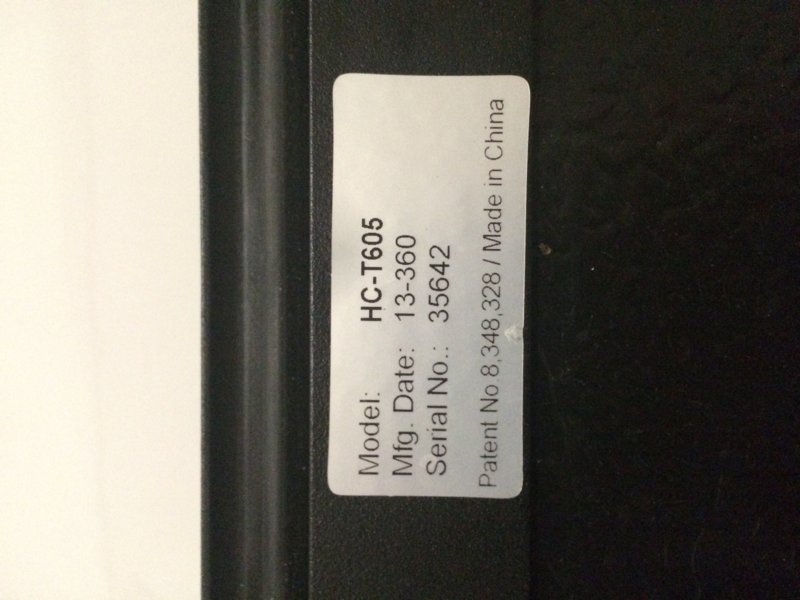 Model: HC-T605
Mfg. Date: 13-360
Serial No.: 35642
Patent No 8,348,328 / Made in China